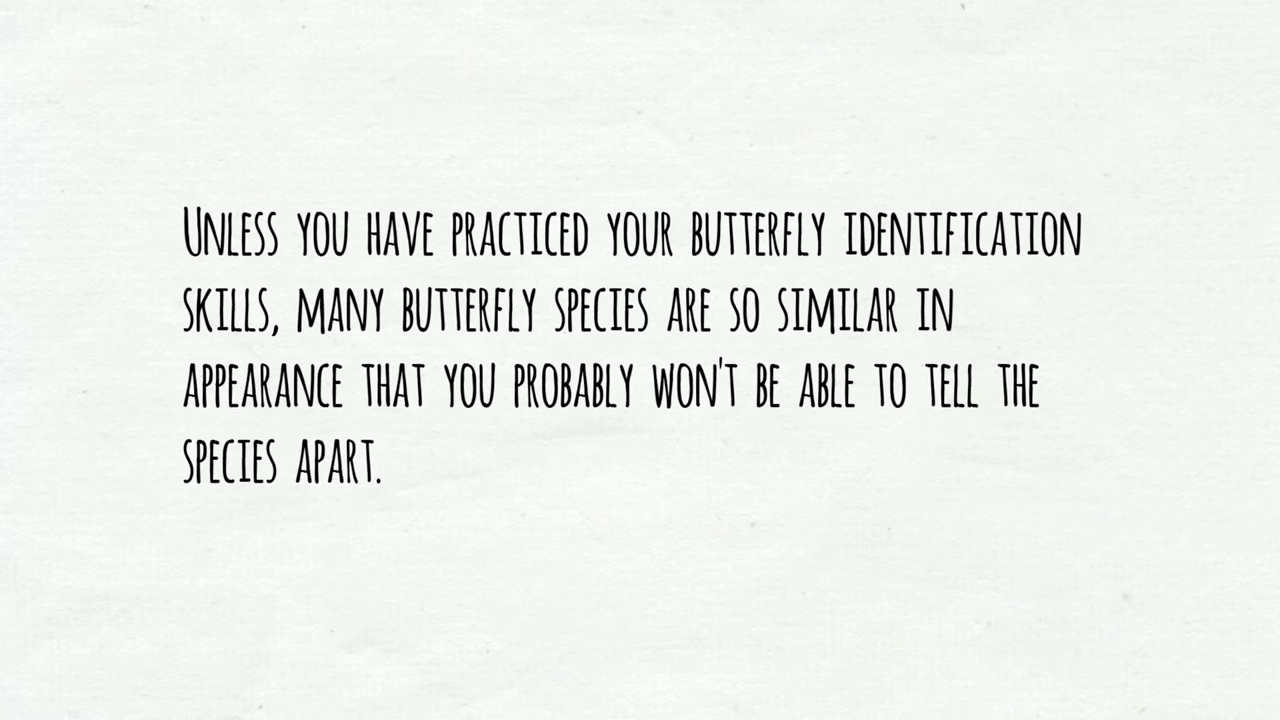 Unless you have practiced your butterfly identification
skills, many butterfly species are so similar in
appearance that you probably won't be able to tell the
species apart.